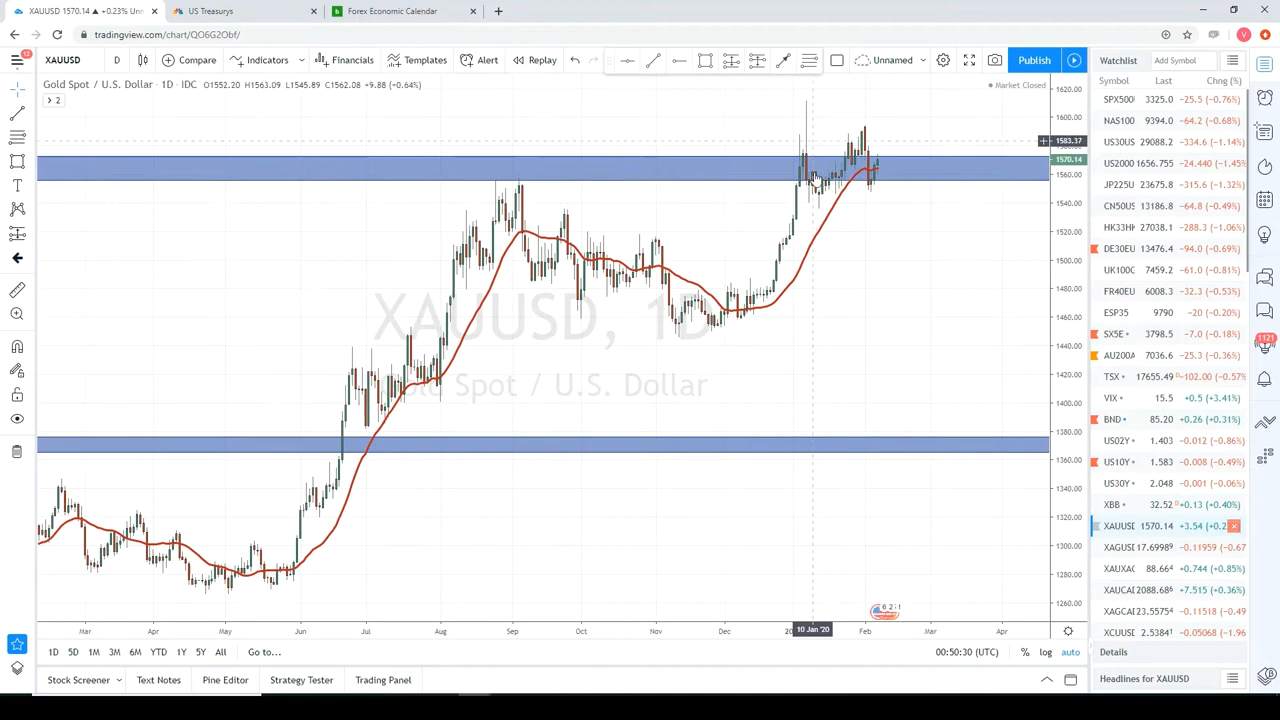 XAUUSD 1570.14 ▲ +0.23% Unn
US Treasurys
Forex Economic Calendar
tradingview.com/chart/QO6G2Obf/
12
XAUUSD D Compare Indicators Financials Templates Alert Replay Unnamed Publish
Gold Spot / U.S. Dollar · 1D · IDC O1552.20 H1563.09 C1562.08 +9.88 (+0.64%)
Market Closed
2
XAUUSD, 1D
Gold Spot / U.S. Dollar
1620.00
1600.00
1583.37
1570.14
1560.00
1540.00
1520.00
1500.00
1480.00
1460.00
1440.00
1420.00
1400.00
1380.00
1360.00
1340.00
1320.00
1300.00
1280.00
1260.00
Mar Apr May Jun Jul Aug Sep Oct Nov Dec 10 Jan '20 Feb Mar Apr
1D 5D 1M 3M 6M YTD 1Y 5Y All Go to...
00:50:30 (UTC) % log auto
Stock Screener Text Notes Pine Editor Strategy Tester Trading Panel
Watchlist Add Symbol
Symbol Last Chng (%)
SPX500 3325.0 -25.5 (-0.76%)
NAS100 9394.0 -64.2 (-0.68%)
US30U 29088.2 -334.6 (-1.14%)
US2000 1656.755 -24.440 (-1.45%
JP225U 23675.8 -315.6 (-1.32%)
CN50US 13186.8 -64.8 (-0.49%)
HK33H 27038.1 -288.3 (-1.06%)
DE30EU 13476.4 -94.0 (-0.69%)
UK100G 7459.2 -61.0 (-0.81%)
FR40EU 6008.3 -32.3 (-0.53%)
ESP35 9790 -20 (-0.20%)
SX5E 3798.5 -7.0 (-0.18%)
AU200A 7036.6 -25.3 (-0.36%)
TSX 17655.49 D -102.00 (-0.57%
VIX 15.5 +0.5 (+3.41%)
BND 85.20 +0.26 (+0.31%)
US02Y 1.403 -0.012 (-0.86%)
US10Y 1.583 -0.008 (-0.49%)
US30Y 2.048 -0.001 (-0.06%)
XBB 32.52 D +0.13 (+0.40%)
XAUUSE 1570.14 +3.54 (+0.2
XAGUSI 17.6998 -0.11959 (-0.67
XAUXAG 88.664 +0.744 (+0.85%)
XAUCAI 2088.686 +7.515 (+0.36%)
XAGCAI 23.55754 -0.11518 (-0.49
XCUUSD 2.5384 -0.05068 (-1.96
Details
Headlines for XAUUSD
1121